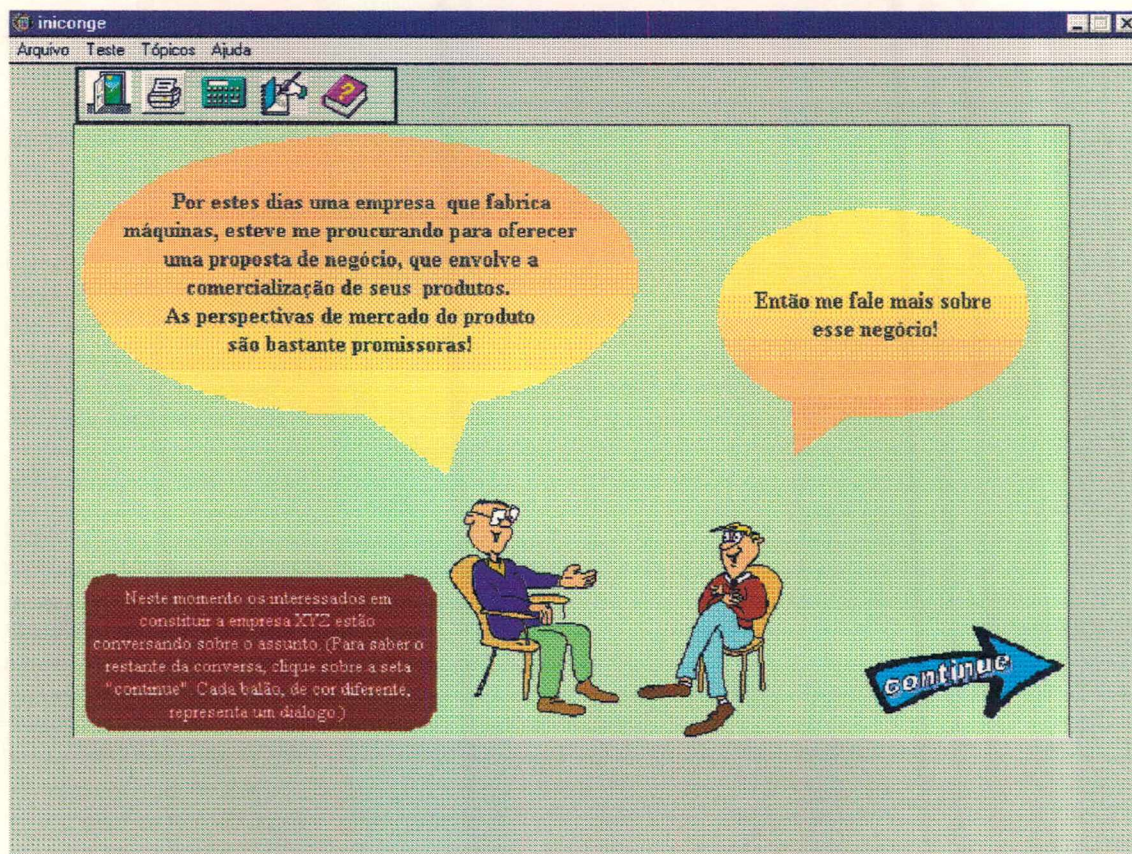 iniconge
Arquivo Teste Tópicos Ajuda
Por estes dias uma empresa que fabrica
máquinas, esteve me proucurando para oferecer
uma proposta de negócio, que envolve a
comercialização de seus produtos.
As perspectivas de mercado do produto
são bastante promissoras!
Então me fale mais sobre
esse negócio!
Neste momento os interessados em
constituir a empresa XYZ estão
conversando sobre o assunto. (Para saber o
restante da conversa, clique sobre a seta
"continue". Cada balão, de cor diferente,
representa um dialogo.)
continue